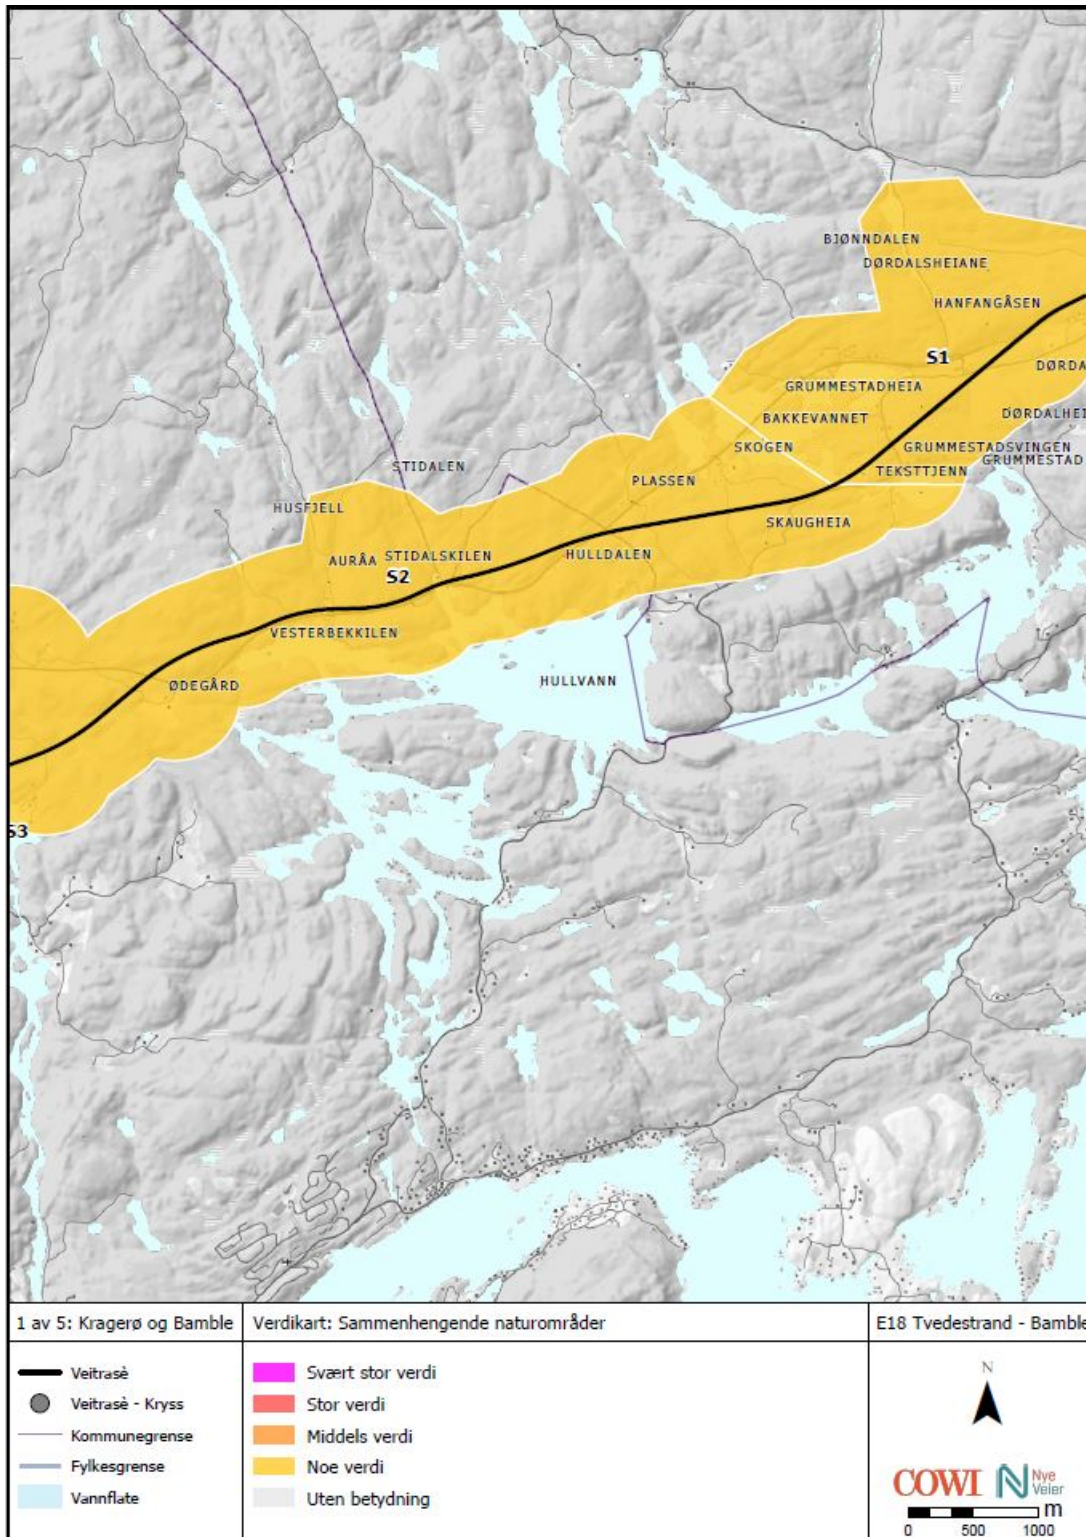 BJØNNDALEN
DØRDALSHEIANE
HANFANGÅSEN
S1
DØRDA
GRUMMESTADHEIA
DØRDALHEI
BAKKEVANNET
SKOGEN
GRUMMESTADSVINGEN
GRUMMESTAD
STIDALEN
TEKSTTJENN
PLASSEN
HUSFJELL
SKAUGHEIA
AURÅA
STIDALSKILEN
HULLDALEN
S2
VESTERBEKKILEN
HULLVANN
ØDEGÅRD
S3
1 av 5: Kragerø og Bamble
Verdikart: Sammenhengende naturområder
E18 Tvedestrand - Bamble
Veitrasè
Veitrasè - Kryss
Kommunegrense
Fylkesgrense
Vannflate
Svært stor verdi
Stor verdi
Middels verdi
Noe verdi
Uten betydning
N
COWI
Nye
Veier
m
0 500 1000